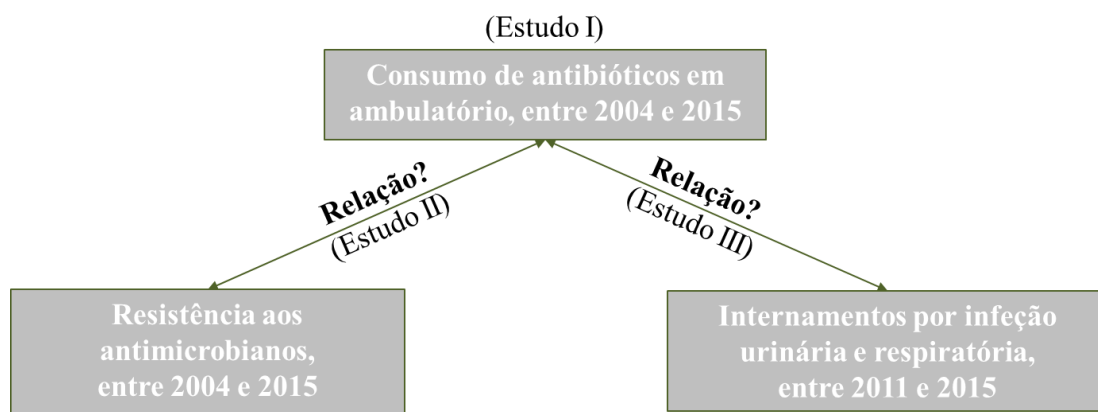 (Estudo I)
Consumo de antibióticos em
ambulatório, entre 2004 e 2015
Relação?
(Estudo II)
Relação?
(Estudo III)
Resistência aos
antimicrobianos,
entre 2004 e 2015
Internamentos por infeção
urinária e respiratória,
entre 2011 e 2015